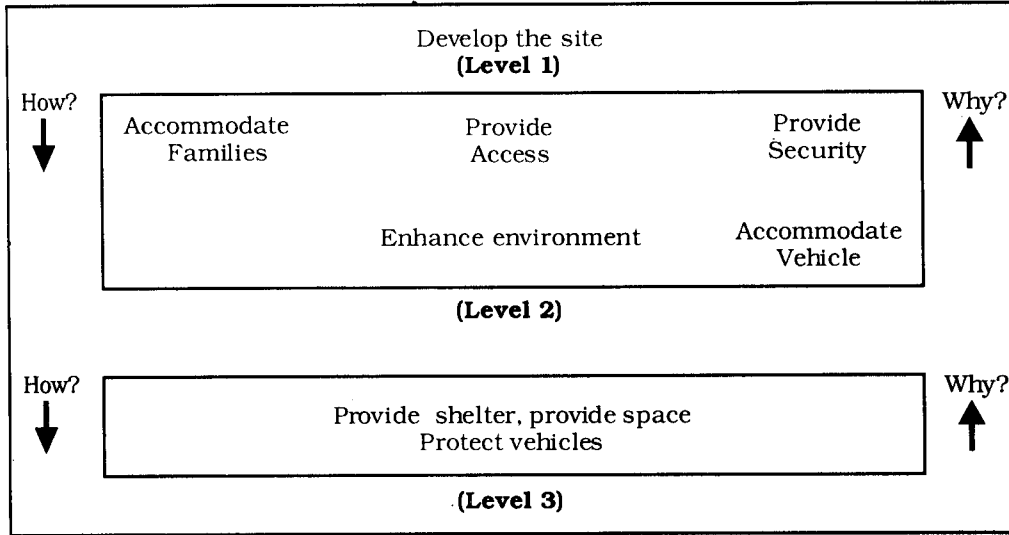 Develop the site
(Level 1)
How?
Why?
Accommodate
Families
Provide
Access
Provide
Security
Enhance environment
Accommodate
Vehicle
(Level 2)
How?
Why?
Provide shelter, provide space
Protect vehicles
(Level 3)